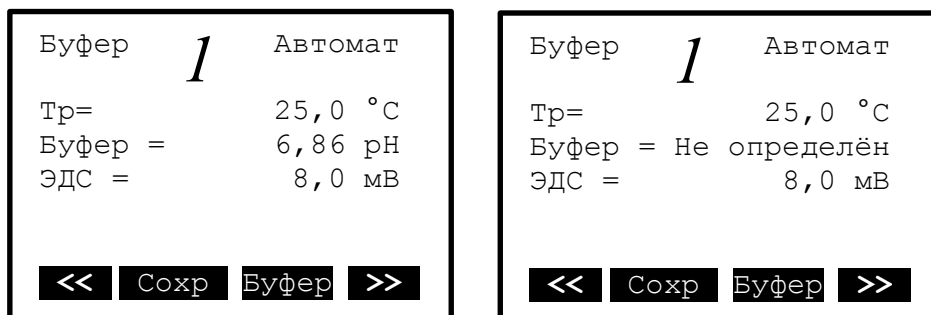 Буфер 1 Автомат
Тр= 25,0 °С
Буфер = 6,86 рН
ЭДС = 8,0 мВ
<< Сохр Буфер >>
Буфер 1 Автомат
Тр= 25,0 °С
Буфер = Не определён
ЭДС = 8,0 мВ
<< Сохр Буфер >>